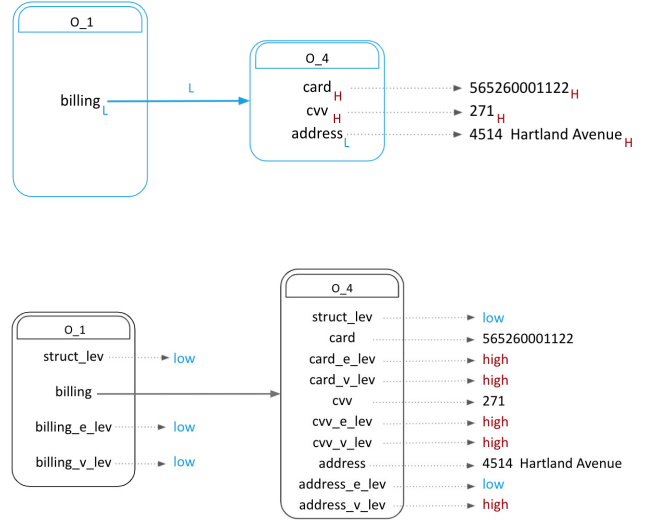 O_1
O_4
L
billing L
card H 565260001122 H
cvv H 271 H
address L 4514 Hartland Avenue H
O_4
O_1
struct_lev low
billing
billing_e_lev low
billing_v_lev low
struct_lev low
card 565260001122
card_e_lev high
card_v_lev high
cvv 271
cvv_e_lev high
cvv_v_lev high
address 4514 Hartland Avenue
address_e_lev low
address_v_lev high